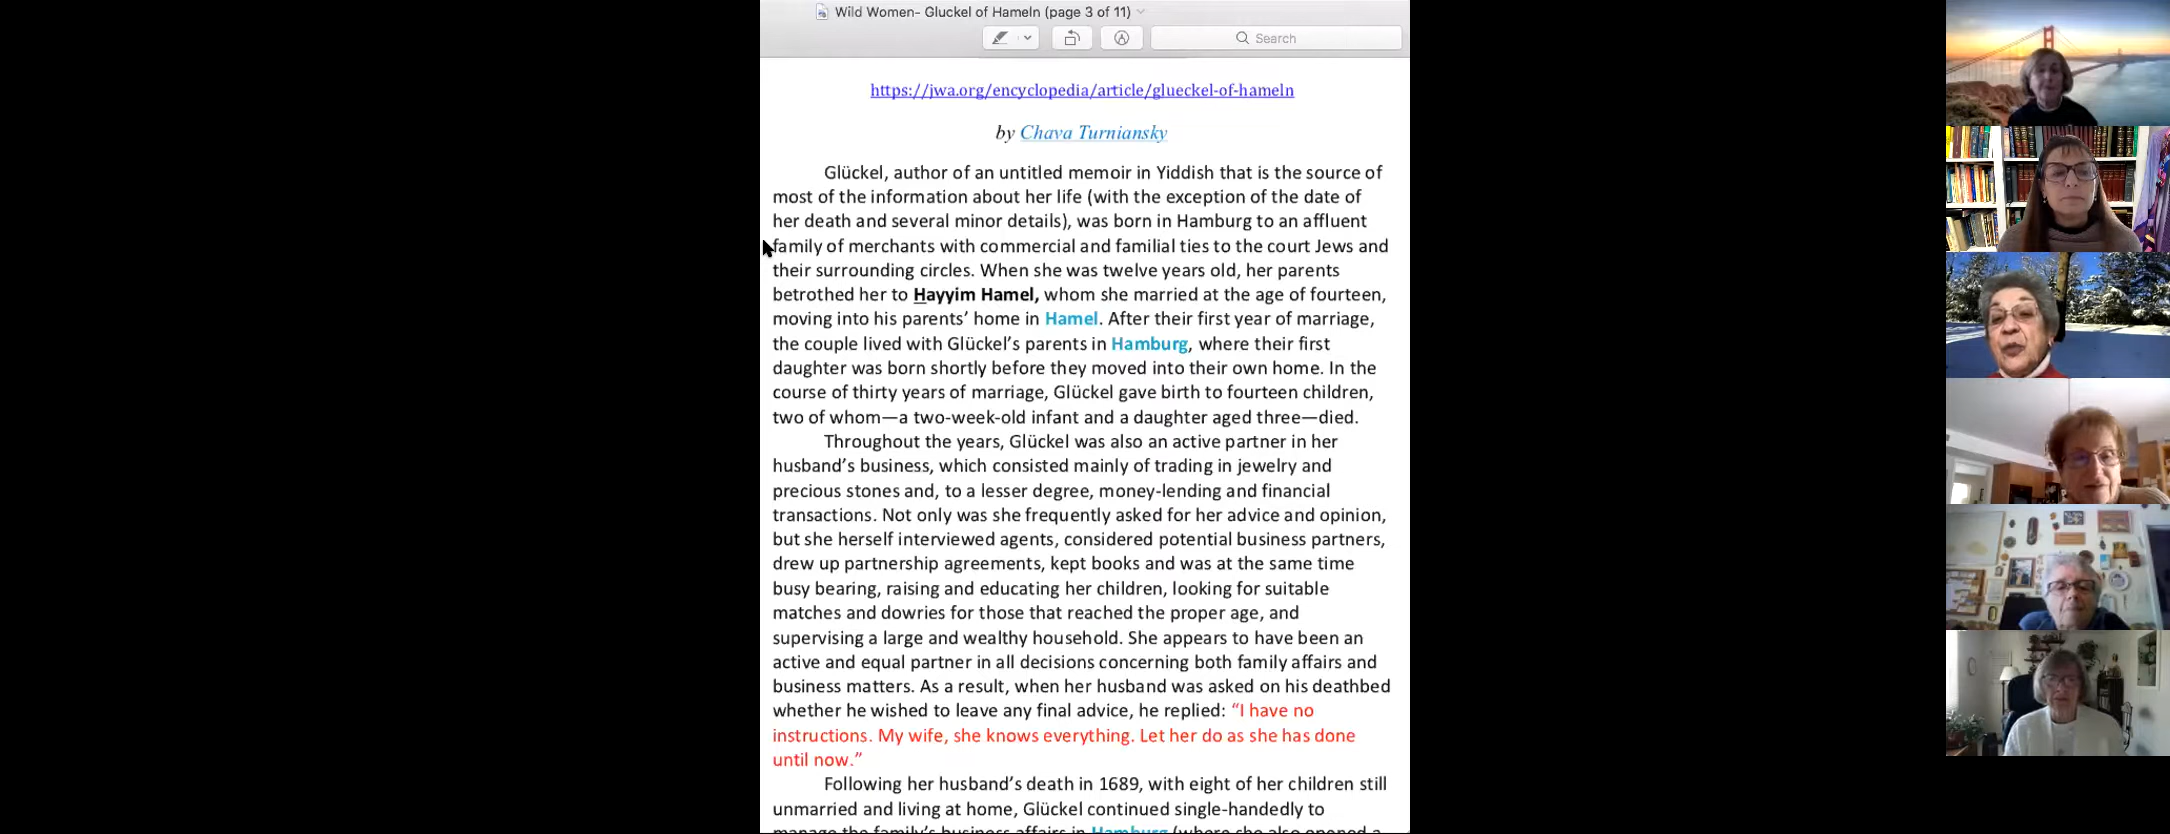 Wild Women- Gluckel of Hameln (page 3 of 11)
Search
https://jwa.org/encyclopedia/article/glueckel-of-hameln
by Chava Turniansky
Glückel, author of an untitled memoir in Yiddish that is the source of
most of the information about her life (with the exception of the date of
her death and several minor details), was born in Hamburg to an affluent
family of merchants with commercial and familial ties to the court Jews and
their surrounding circles. When she was twelve years old, her parents
betrothed her to Hayyim Hamel, whom she married at the age of fourteen,
moving into his parents’ home in Hamel. After their first year of marriage,
the couple lived with Glückel’s parents in Hamburg, where their first
daughter was born shortly before they moved into their own home. In the
course of thirty years of marriage, Glückel gave birth to fourteen children,
two of whom—a two-week-old infant and a daughter aged three—died.
Throughout the years, Glückel was also an active partner in her
husband’s business, which consisted mainly of trading in jewelry and
precious stones and, to a lesser degree, money-lending and financial
transactions. Not only was she frequently asked for her advice and opinion,
but she herself interviewed agents, considered potential business partners,
drew up partnership agreements, kept books and was at the same time
busy bearing, raising and educating her children, looking for suitable
matches and dowries for those that reached the proper age, and
supervising a large and wealthy household. She appears to have been an
active and equal partner in all decisions concerning both family affairs and
business matters. As a result, when her husband was asked on his deathbed
whether he wished to leave any final advice, he replied: “I have no
instructions. My wife, she knows everything. Let her do as she has done
until now.”
Following her husband’s death in 1689, with eight of her children still
unmarried and living at home, Glückel continued single-handedly to
manage the family’s business affairs in Hamburg (where she also opened a